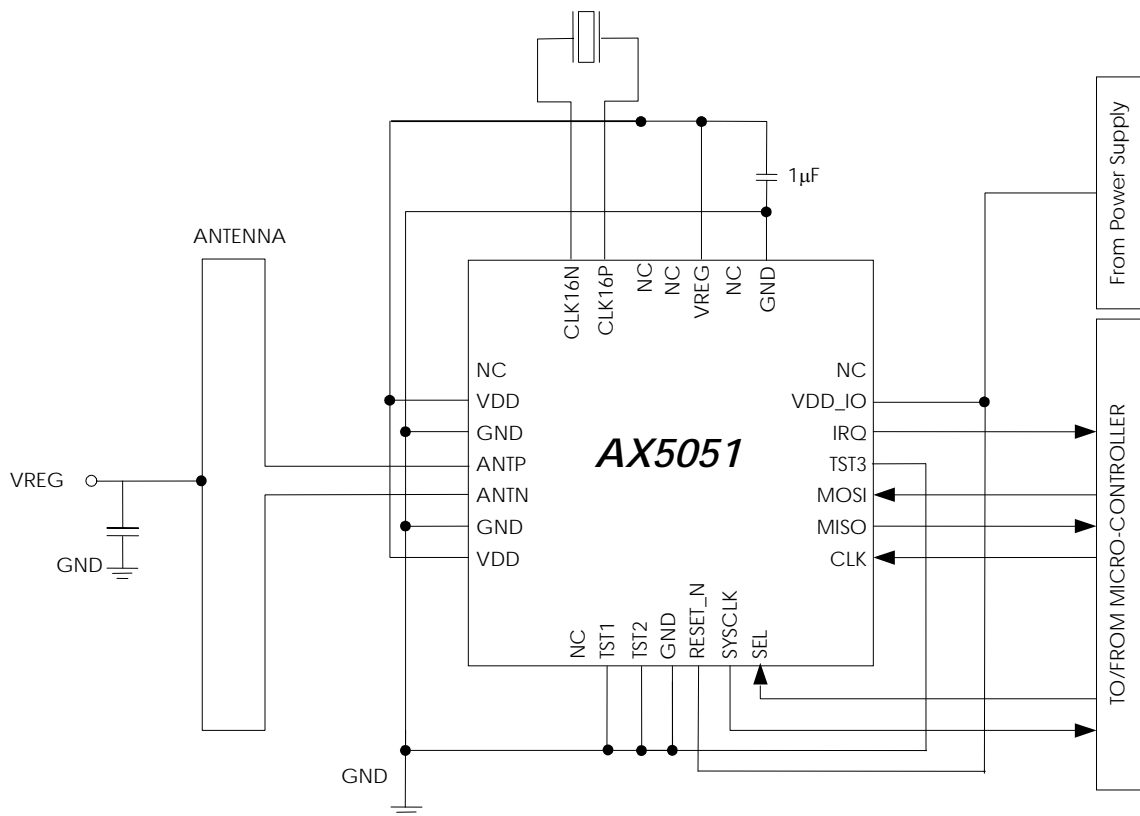 1µF
From Power Supply
ANTENNA
CLK16N
CLK16P
NC
NC
VREG
NC
GND
NC
VDD
GND
ANTP
ANTN
GND
VDD
AX5051
NC
VDD_IO
IRQ
TST3
MOSI
MISO
CLK
VREG
GND
NC
TST1
TST2
GND
RESET_N
SYSCLK
SEL
TO/FROM MICRO-CONTROLLER
GND